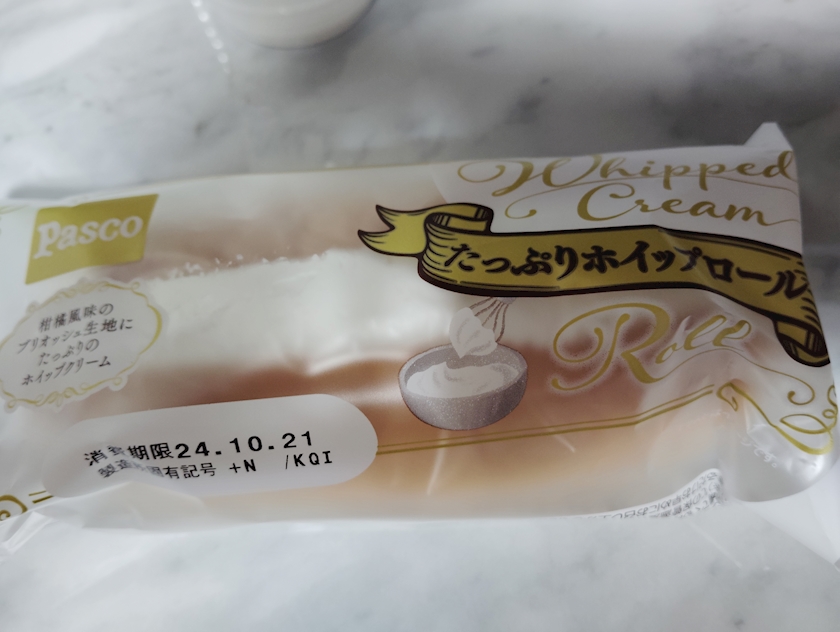 Whipped
Cream
Pasco
たっぷりホイップロール
柑橘風味の
ブリオッシュ生地に
たっぷりの
ホイップクリーム
Roll
消費期限24.10.21
製造 固有記号 +N /KQI